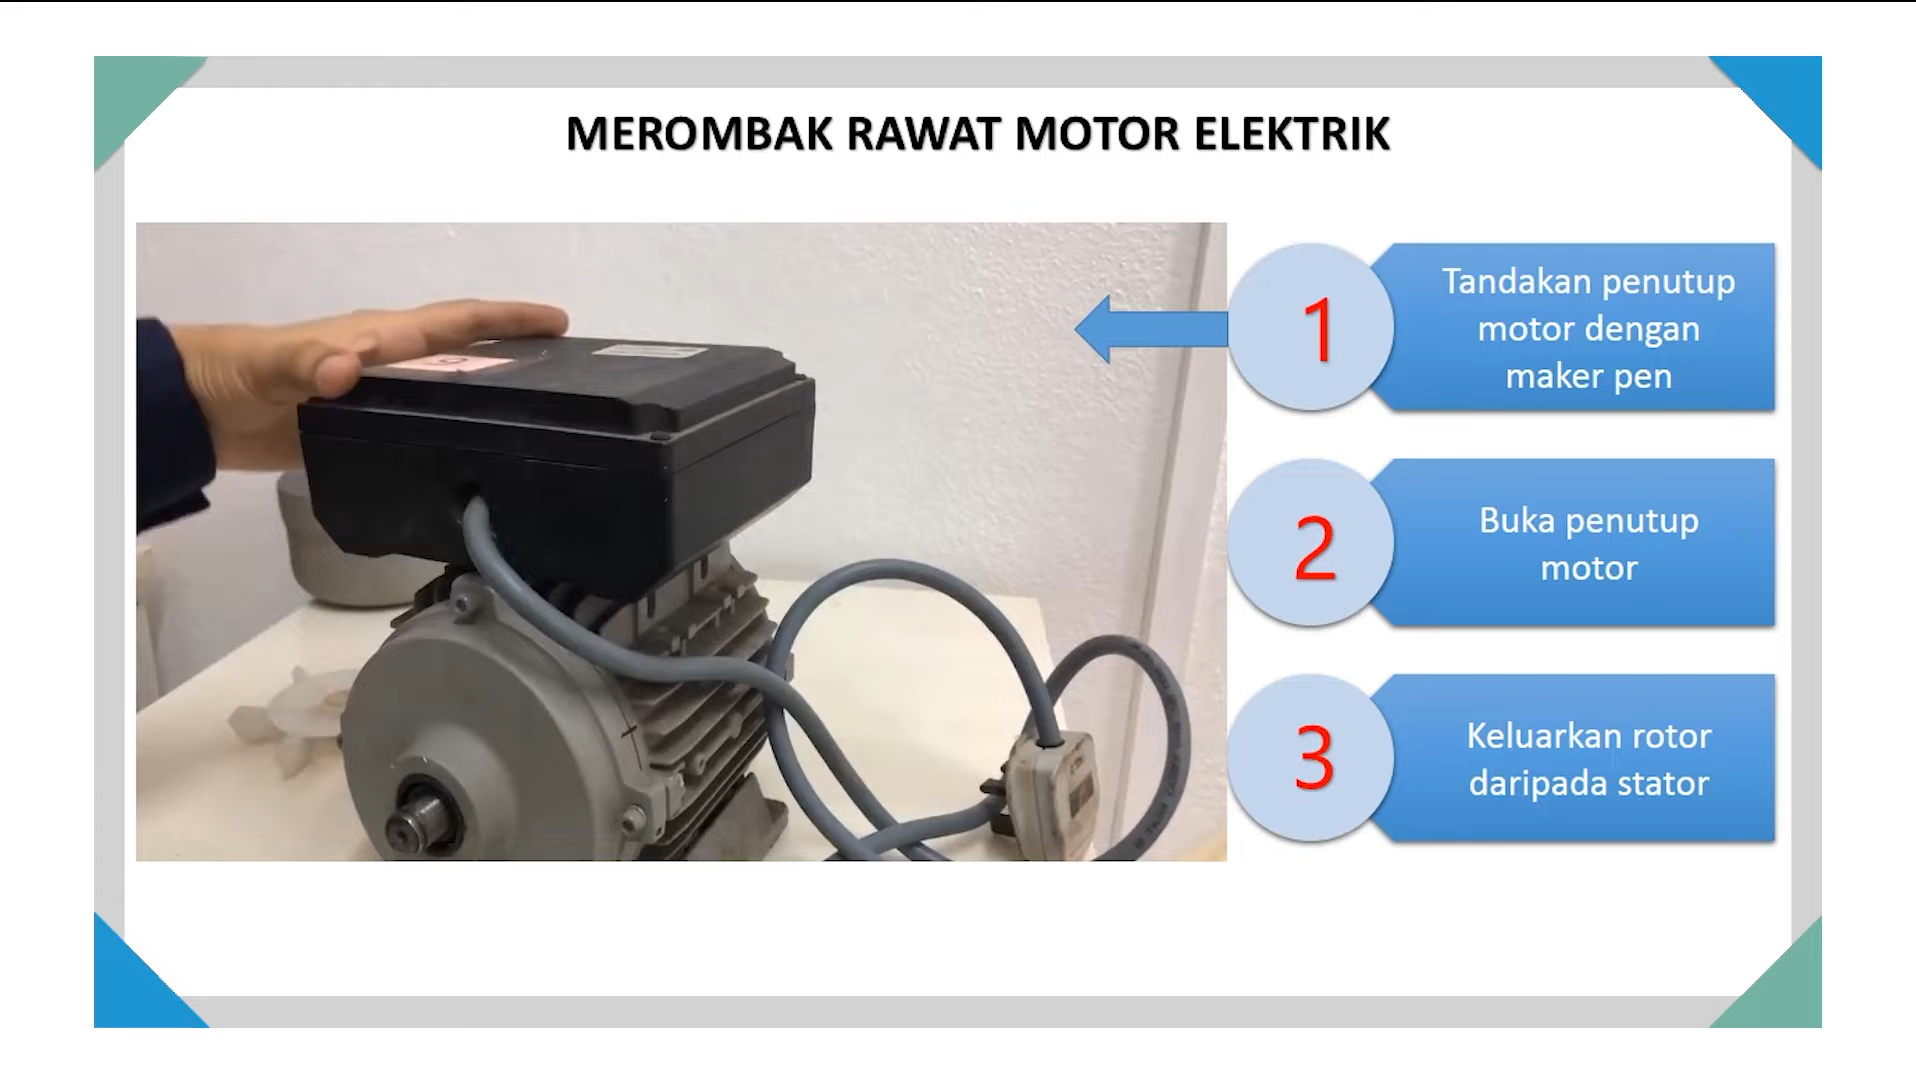 MEROMBAK RAWAT MOTOR ELEKTRIK
1
Tandakan penutup
motor dengan
maker pen
2
Buka penutup
motor
3
Keluarkan rotor
daripada stator